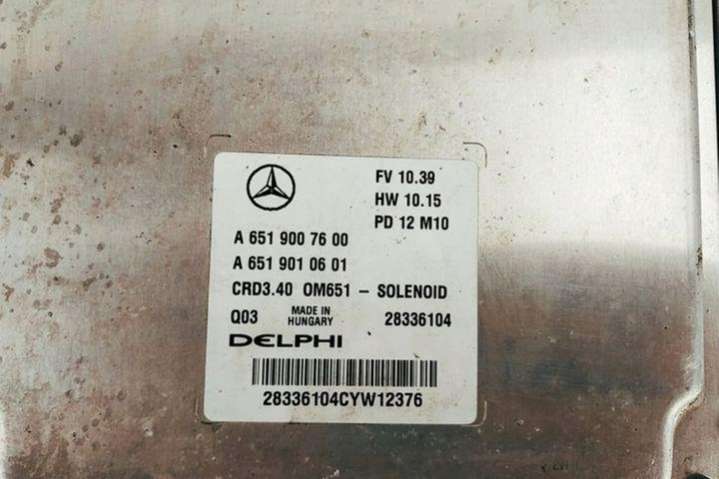 FV 10.39
HW 10.15
PD 12 M10
A 651 900 76 00
A 651 901 06 01
CRD3.40 OM651 - SOLENOID
Q03 MADE IN HUNGARY 28336104
DELPHI
28336104CYW12376